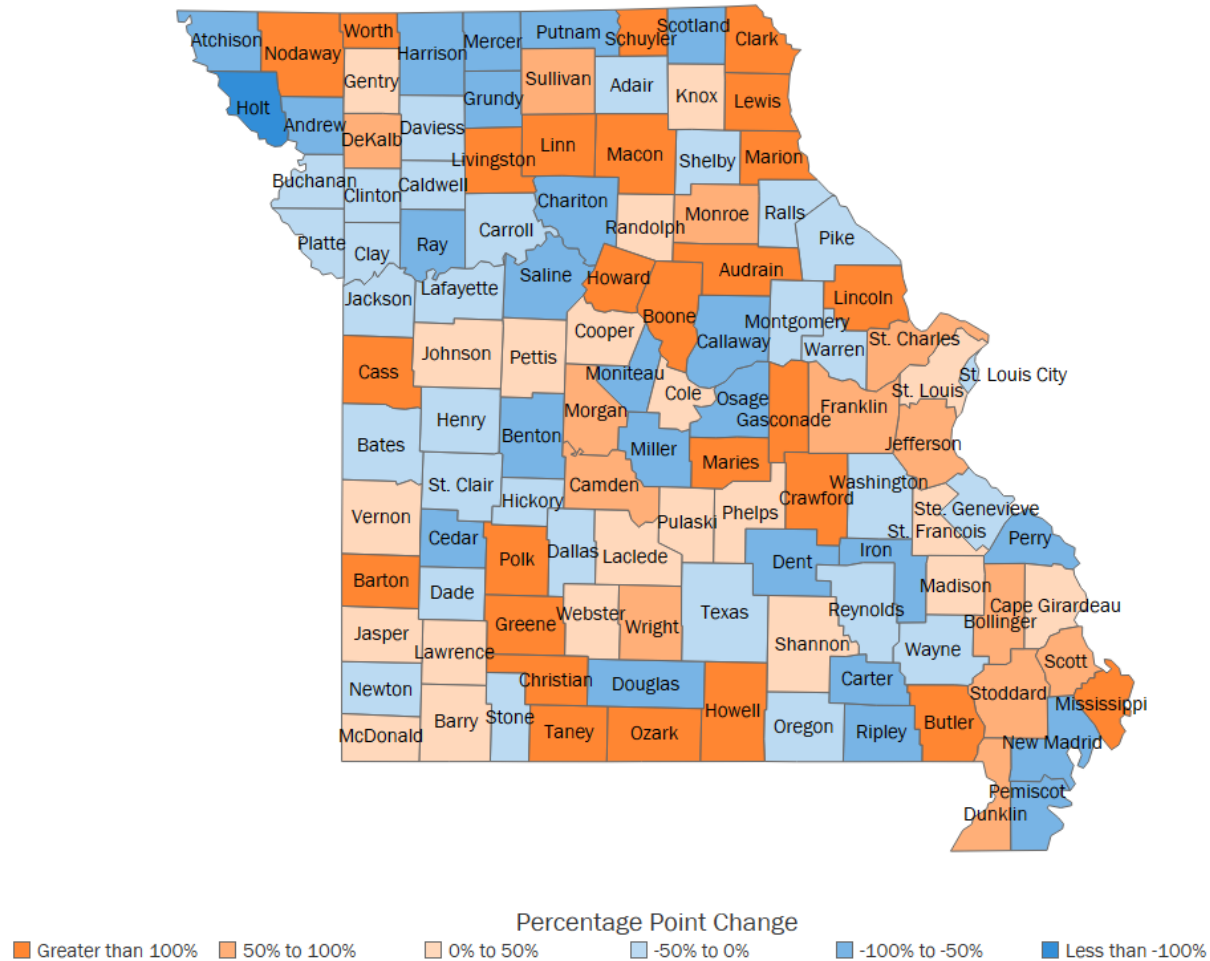 Atchison
Nodaway
Worth
Harrison
Mercer
Putnam
Schuyler
Scotland
Clark
Gentry
Sullivan
Adair
Knox
Lewis
Holt
Andrew
DeKalb
Daviess
Grundy
Livingston
Linn
Macon
Shelby
Marion
Buchanan
Clinton
Caldwell
Chariton
Randolph
Monroe
Ralls
Pike
Platte
Clay
Ray
Carroll
Saline
Howard
Audrain
Jackson
Lafayette
Boone
Lincoln
Cooper
Callaway
Montgomery
Warren
St. Charles
Johnson
Pettis
Cass
Moniteau
Cole
Osage
Gasconade
Franklin
St. Louis
St. Louis City
Jefferson
Henry
Bates
Benton
Morgan
Miller
Maries
St. Clair
Hickory
Camden
Crawford
Washington
Vernon
Pulaski
Phelps
Ste. Genevieve
St. Francois
Perry
Cedar
Polk
Dallas
Laclede
Dent
Iron
Barton
Dade
Madison
Cape Girardeau
Bollinger
Jasper
Lawrence
Greene
Webster
Wright
Texas
Shannon
Reynolds
Wayne
Scott
Newton
Christian
Douglas
Carter
Stoddard
Mississippi
McDonald
Barry
Stone
Taney
Ozark
Howell
Oregon
Ripley
Butler
New Madrid
Pemiscot
Dunklin
Percentage Point Change
Greater than 100% 50% to 100% 0% to 50% -50% to 0% -100% to -50% Less than -100%